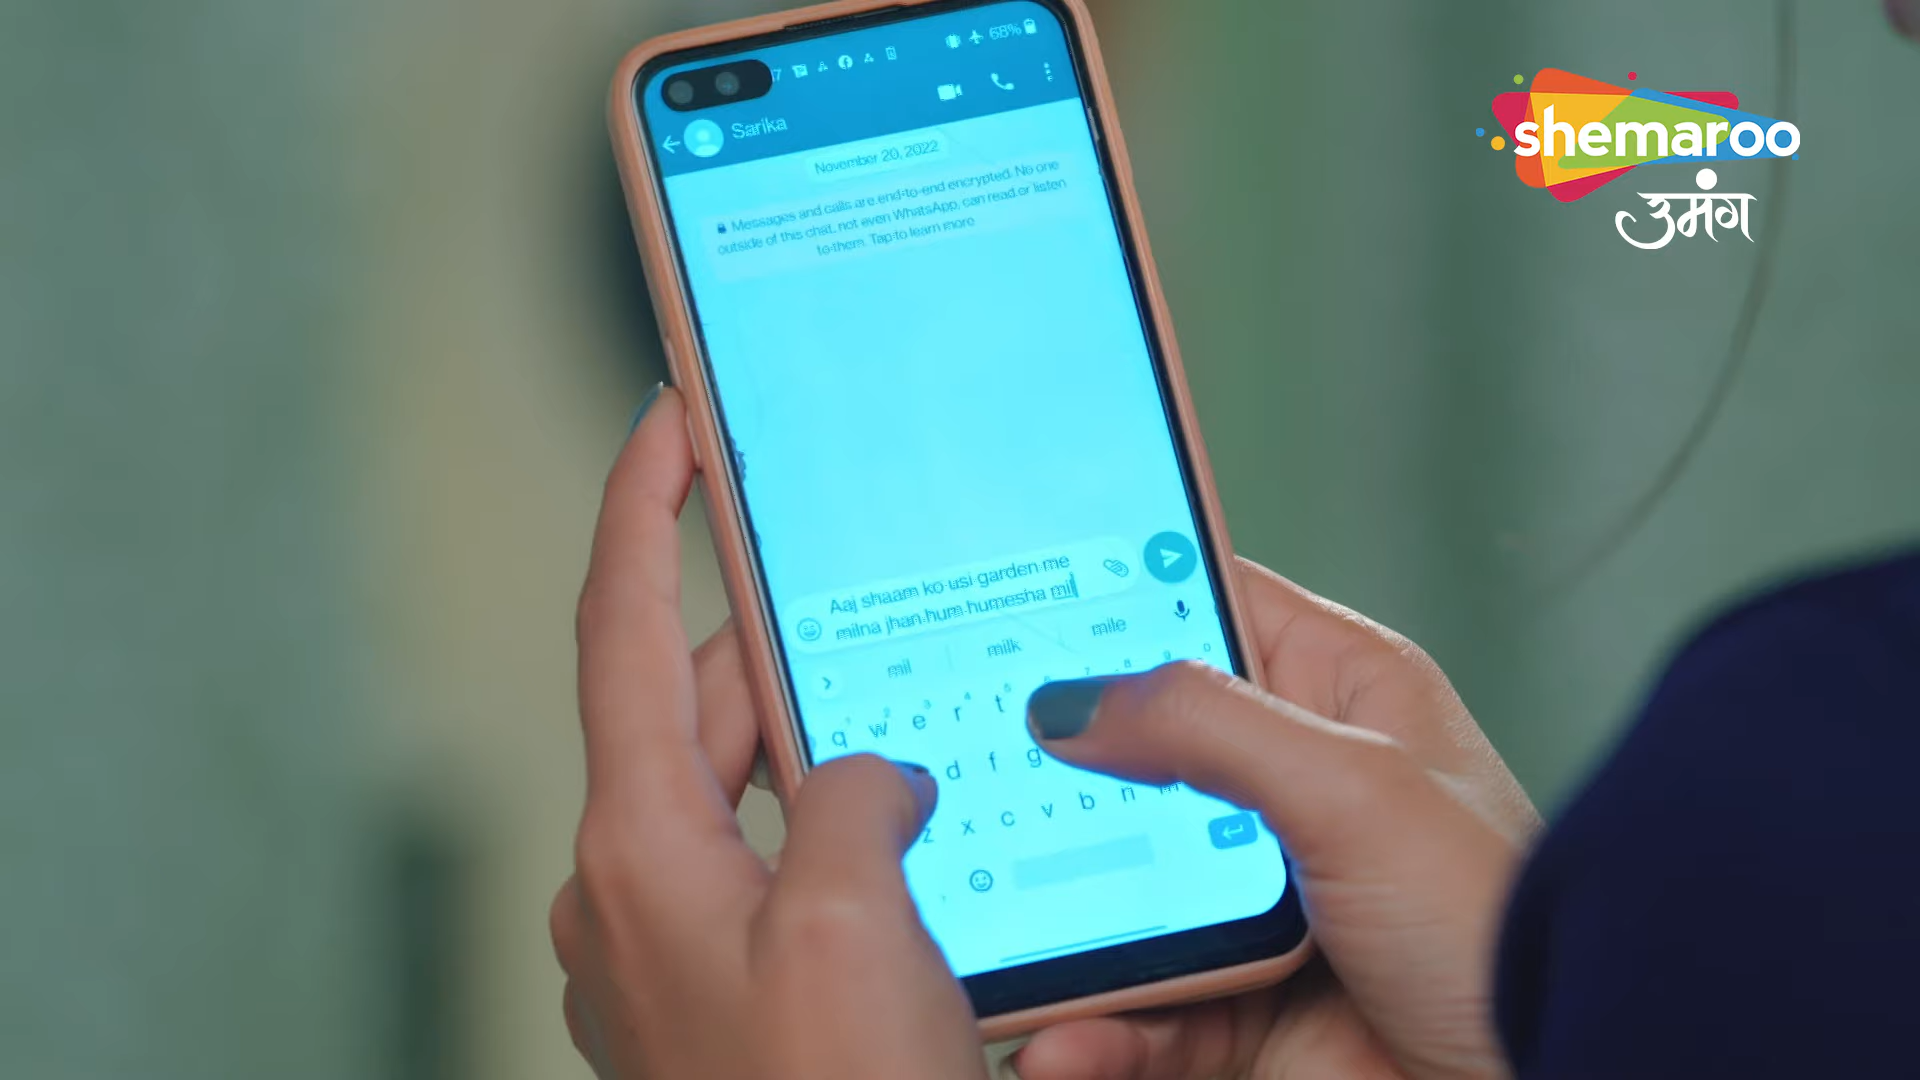 68%
Sarika
November 20, 2022
Messages and calls are end-to-end encrypted. No one
outside of this chat, not even WhatsApp, can read or listen
to them. Tap to learn more
Aaj shaam ko usi garden me
milna jhan hum humesha mil
mil milk mile
q w e r t
d f g
z x c v b n m
shemaroo
उमंग